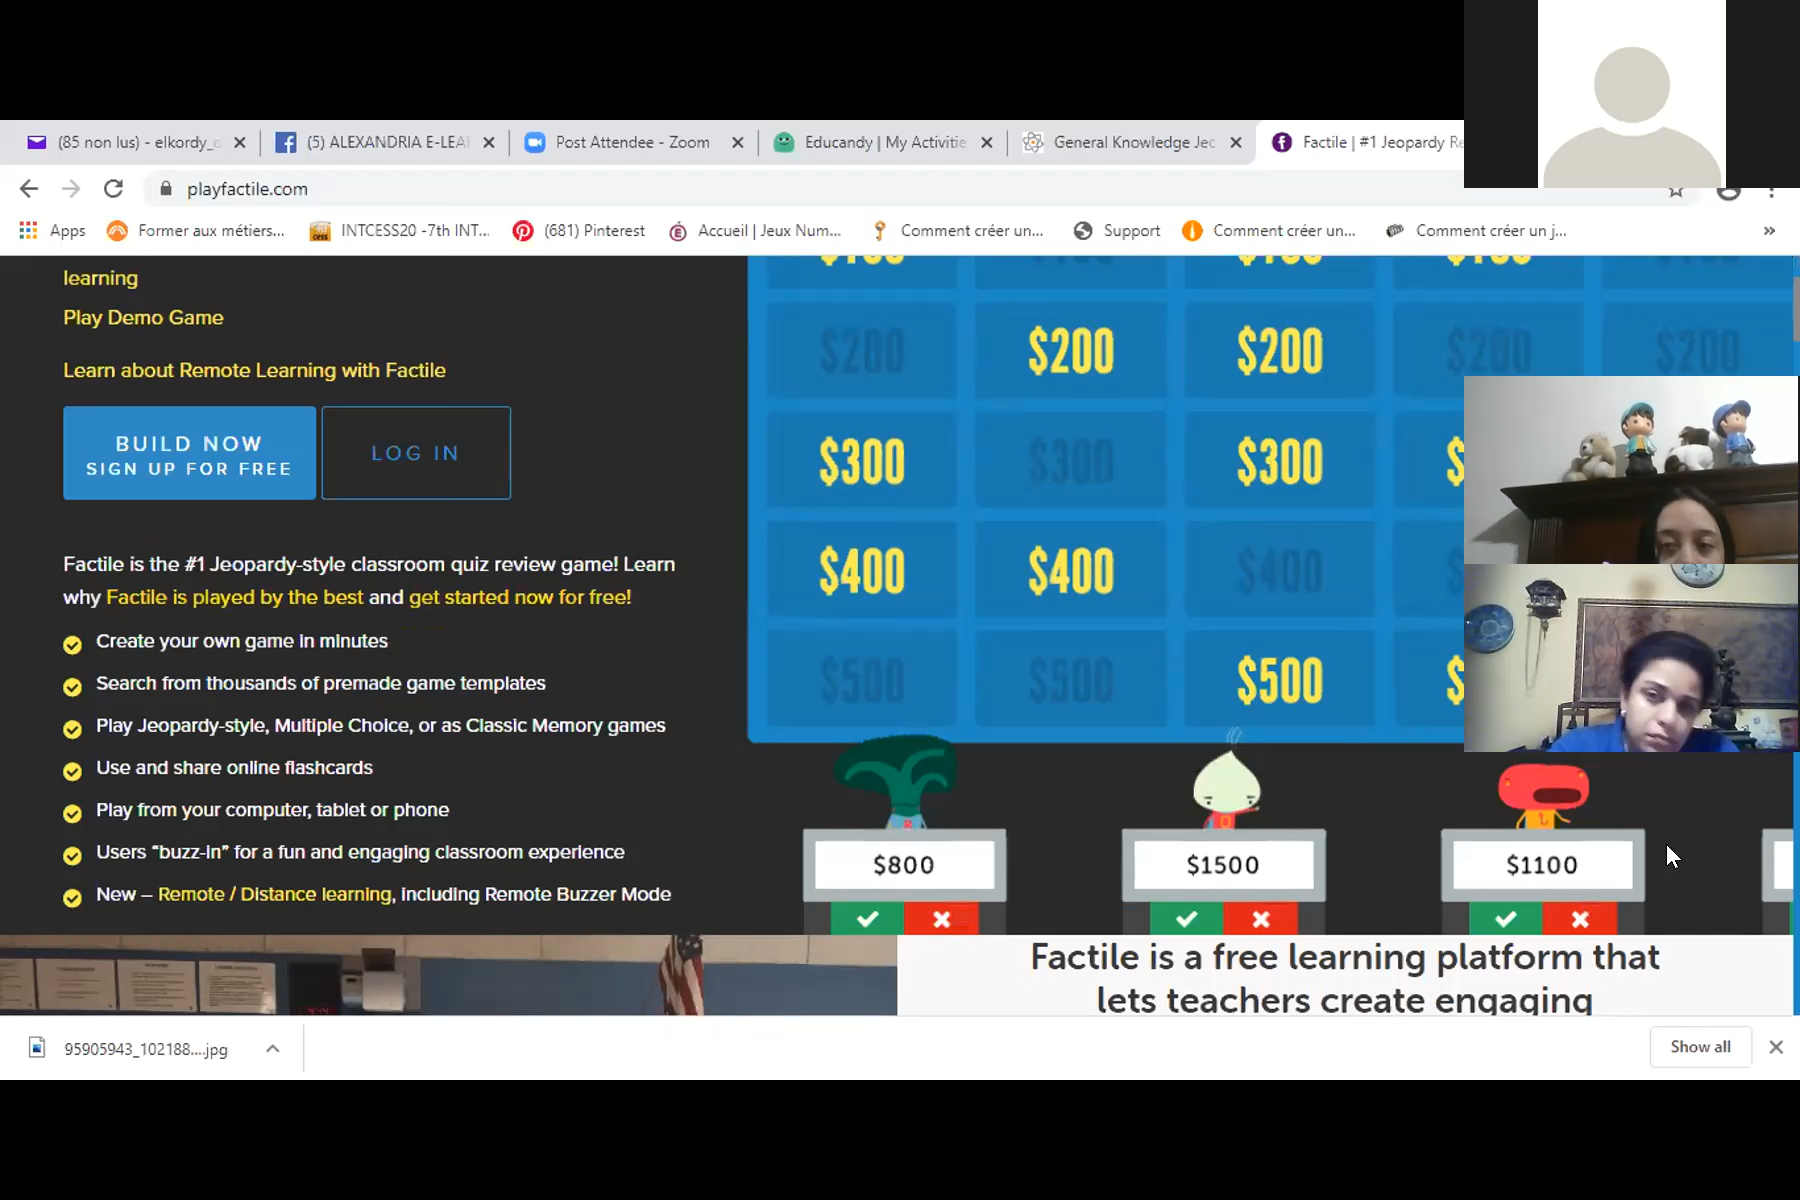 (85 non lus) - elkordy_
(5) ALEXANDRIA E-LEA
Post Attendee - Zoom
Educandy | My Activitie
General Knowledge Jec
Factile | #1 Jeopardy Re
playfactile.com
Apps
Former aux métiers...
INTCESS20 -7th INT...
(681) Pinterest
Accueil | Jeux Num...
Comment créer un...
Support
Comment créer un...
Comment créer un j...
»
learning
Play Demo Game
Learn about Remote Learning with Factile
BUILD NOW
SIGN UP FOR FREE
LOG IN
Factile is the #1 Jeopardy-style classroom quiz review game! Learn
why Factile is played by the best and get started now for free!
Create your own game in minutes
Search from thousands of premade game templates
Play Jeopardy-style, Multiple Choice, or as Classic Memory games
Use and share online flashcards
Play from your computer, tablet or phone
Users "buzz-in" for a fun and engaging classroom experience
New – Remote / Distance learning, including Remote Buzzer Mode
$100 $100 $100 $100 $100
$200 $200 $200 $200 $200
$300 $300 $300
$400 $400 $400
$500 $500 $500
$800 $1500 $1100
Factile is a free learning platform that
lets teachers create engaging
95905943_102188....jpg
Show all